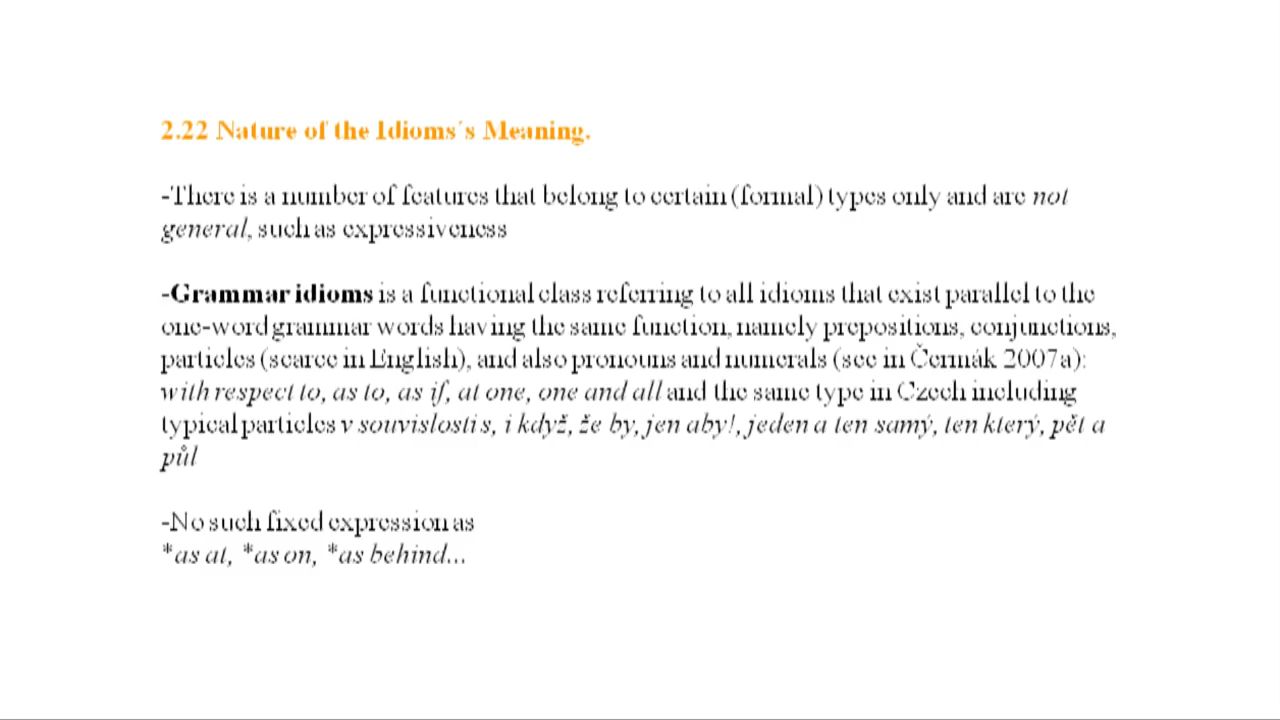 2.22 Nature of the Idioms´s Meaning.
-There is a number of features that belong to certain (formal) types only and are not
general, such as expressiveness
-Grammar idioms is a functional class referring to all idioms that exist parallel to the
one-word grammar words having the same function, namely prepositions, conjunctions,
particles (scarce in English), and also pronouns and numerals (see in Čermák 2007a):
with respect to, as to, as if, at one, one and all and the same type in Czech including
typical particles v souvislosti s, i když, že by, jen aby!, jeden a ten samý, ten který, pět a
půl
-No such fixed expression as
*as at, *as on, *as behind...